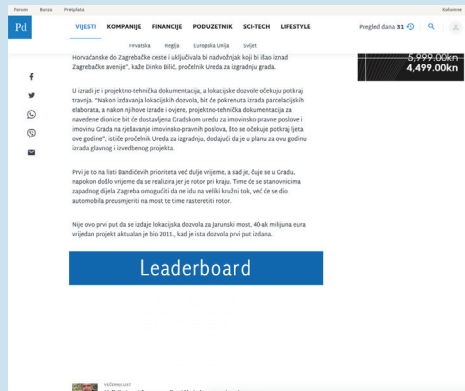 Forum Burza Pretplata Kolumne
Pd VIJESTI KOMPANIJE FINANCIJE PODUZETNIK SCI-TECH LIFESTYLE Pregled dana 31
Hrvatska Regija Europska Unija Svijet
Horvaćanske do Zagrebačke ceste i uključivala bi nadvožnjak koji bi išao iznad
Zagrebačke avenije", kaže Dinko Bilić, pročelnik Ureda za izgradnju grada.
5,999.00kn
4,499.00kn
U izradi je i projektno-tehnička dokumentacija, a lokacijske dozvole očekuju potkraj
travnja. "Nakon izdavanja lokacijskih dozvola, bit će pokrenuta izrada parcelacijskih
elaborata, a nakon njihove izrade i ovjere, projektno-tehnička dokumentacija za
navedene dionice bit će dostavljena Gradskom uredu za imovinsko-pravne poslove i
imovinu Grada na rješavanje imovinsko-pravnih poslova, što se očekuje potkraj ljeta
ove godine", ističe pročelnik Ureda za izgradnju, dodajući da je u planu za ovu godinu
izrada glavnog i izvedbenog projekta.
Prvi je to na listi Bandićevih prioriteta već dulje vrijeme, a sad je, čuje se u Gradu,
napokon došlo vrijeme da se realizira jer je rotor pri kraju. Time će se stanovnicima
zapadnog dijela Zagreba omogućiti da ne idu na veliki kružni tok, već će se dio
automobila preusmjeriti na most te time rasteretiti rotor.
Nije ovo prvi put da se izdaje lokacijska dozvola za Jarunski most, 40-ak milijuna eura
vrijedan projekt aktualan je bio 2011., kad je ista dozvola prvi put izdana.
Leaderboard
VEČERNJI LIST